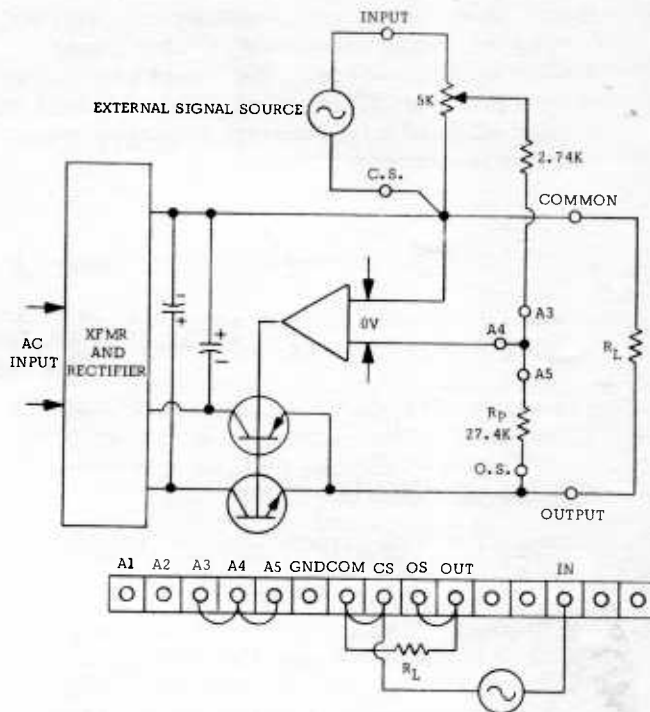 INPUT
EXTERNAL SIGNAL SOURCE
5K
2.74K
C.S.
COMMON
AC
INPUT
XFMR
AND
RECTIFIER
-
+
+
-
0V
A3
A4
A5
RL
RP
27.4K
O.S.
OUTPUT
A1 A2 A3 A4 A5 GND COM CS OS OUT IN
RL